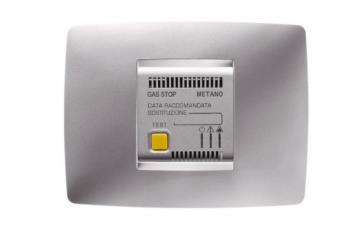 GAS STOP METANO
DATA RACCOMANDATA
SOSTITUZIONE
TEST